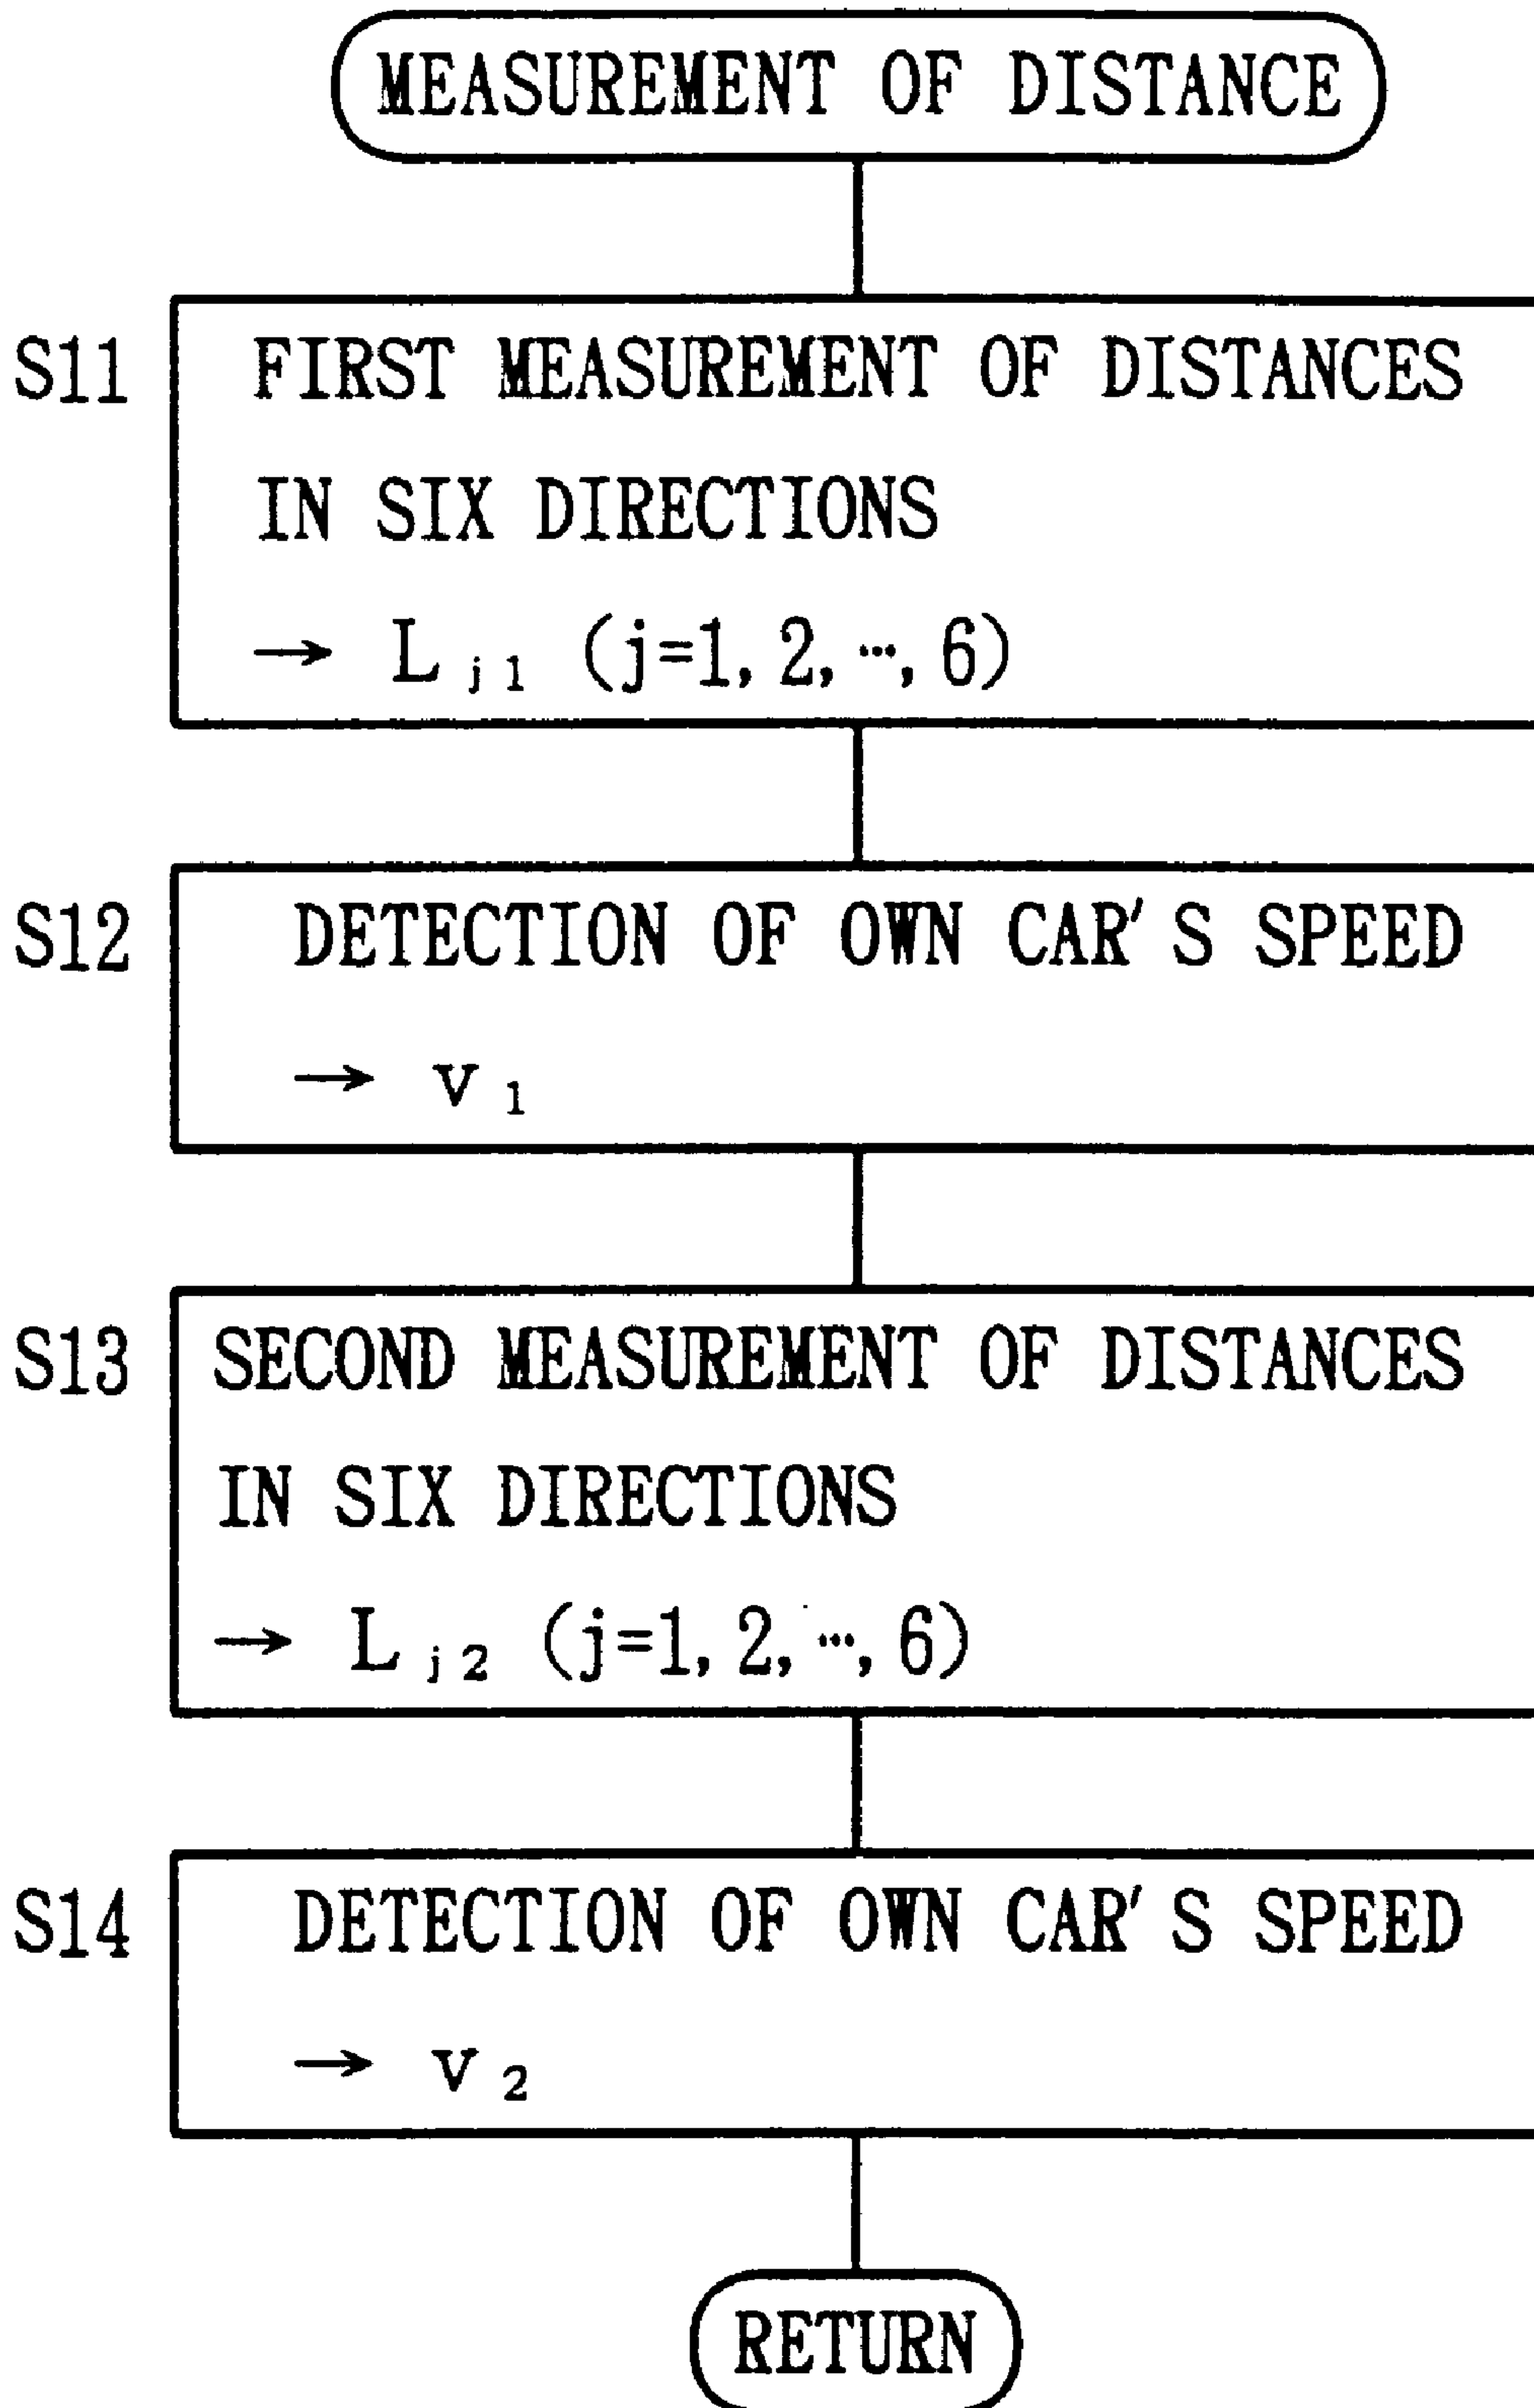 MEASUREMENT OF DISTANCE
S11 FIRST MEASUREMENT OF DISTANCES
IN SIX DIRECTIONS
→ L j1 (j=1, 2, ⋯, 6)
S12 DETECTION OF OWN CAR'S SPEED
→ v 1
S13 SECOND MEASUREMENT OF DISTANCES
IN SIX DIRECTIONS
→ L j2 (j=1, 2, ⋯, 6)
S14 DETECTION OF OWN CAR'S SPEED
→ v 2
RETURN